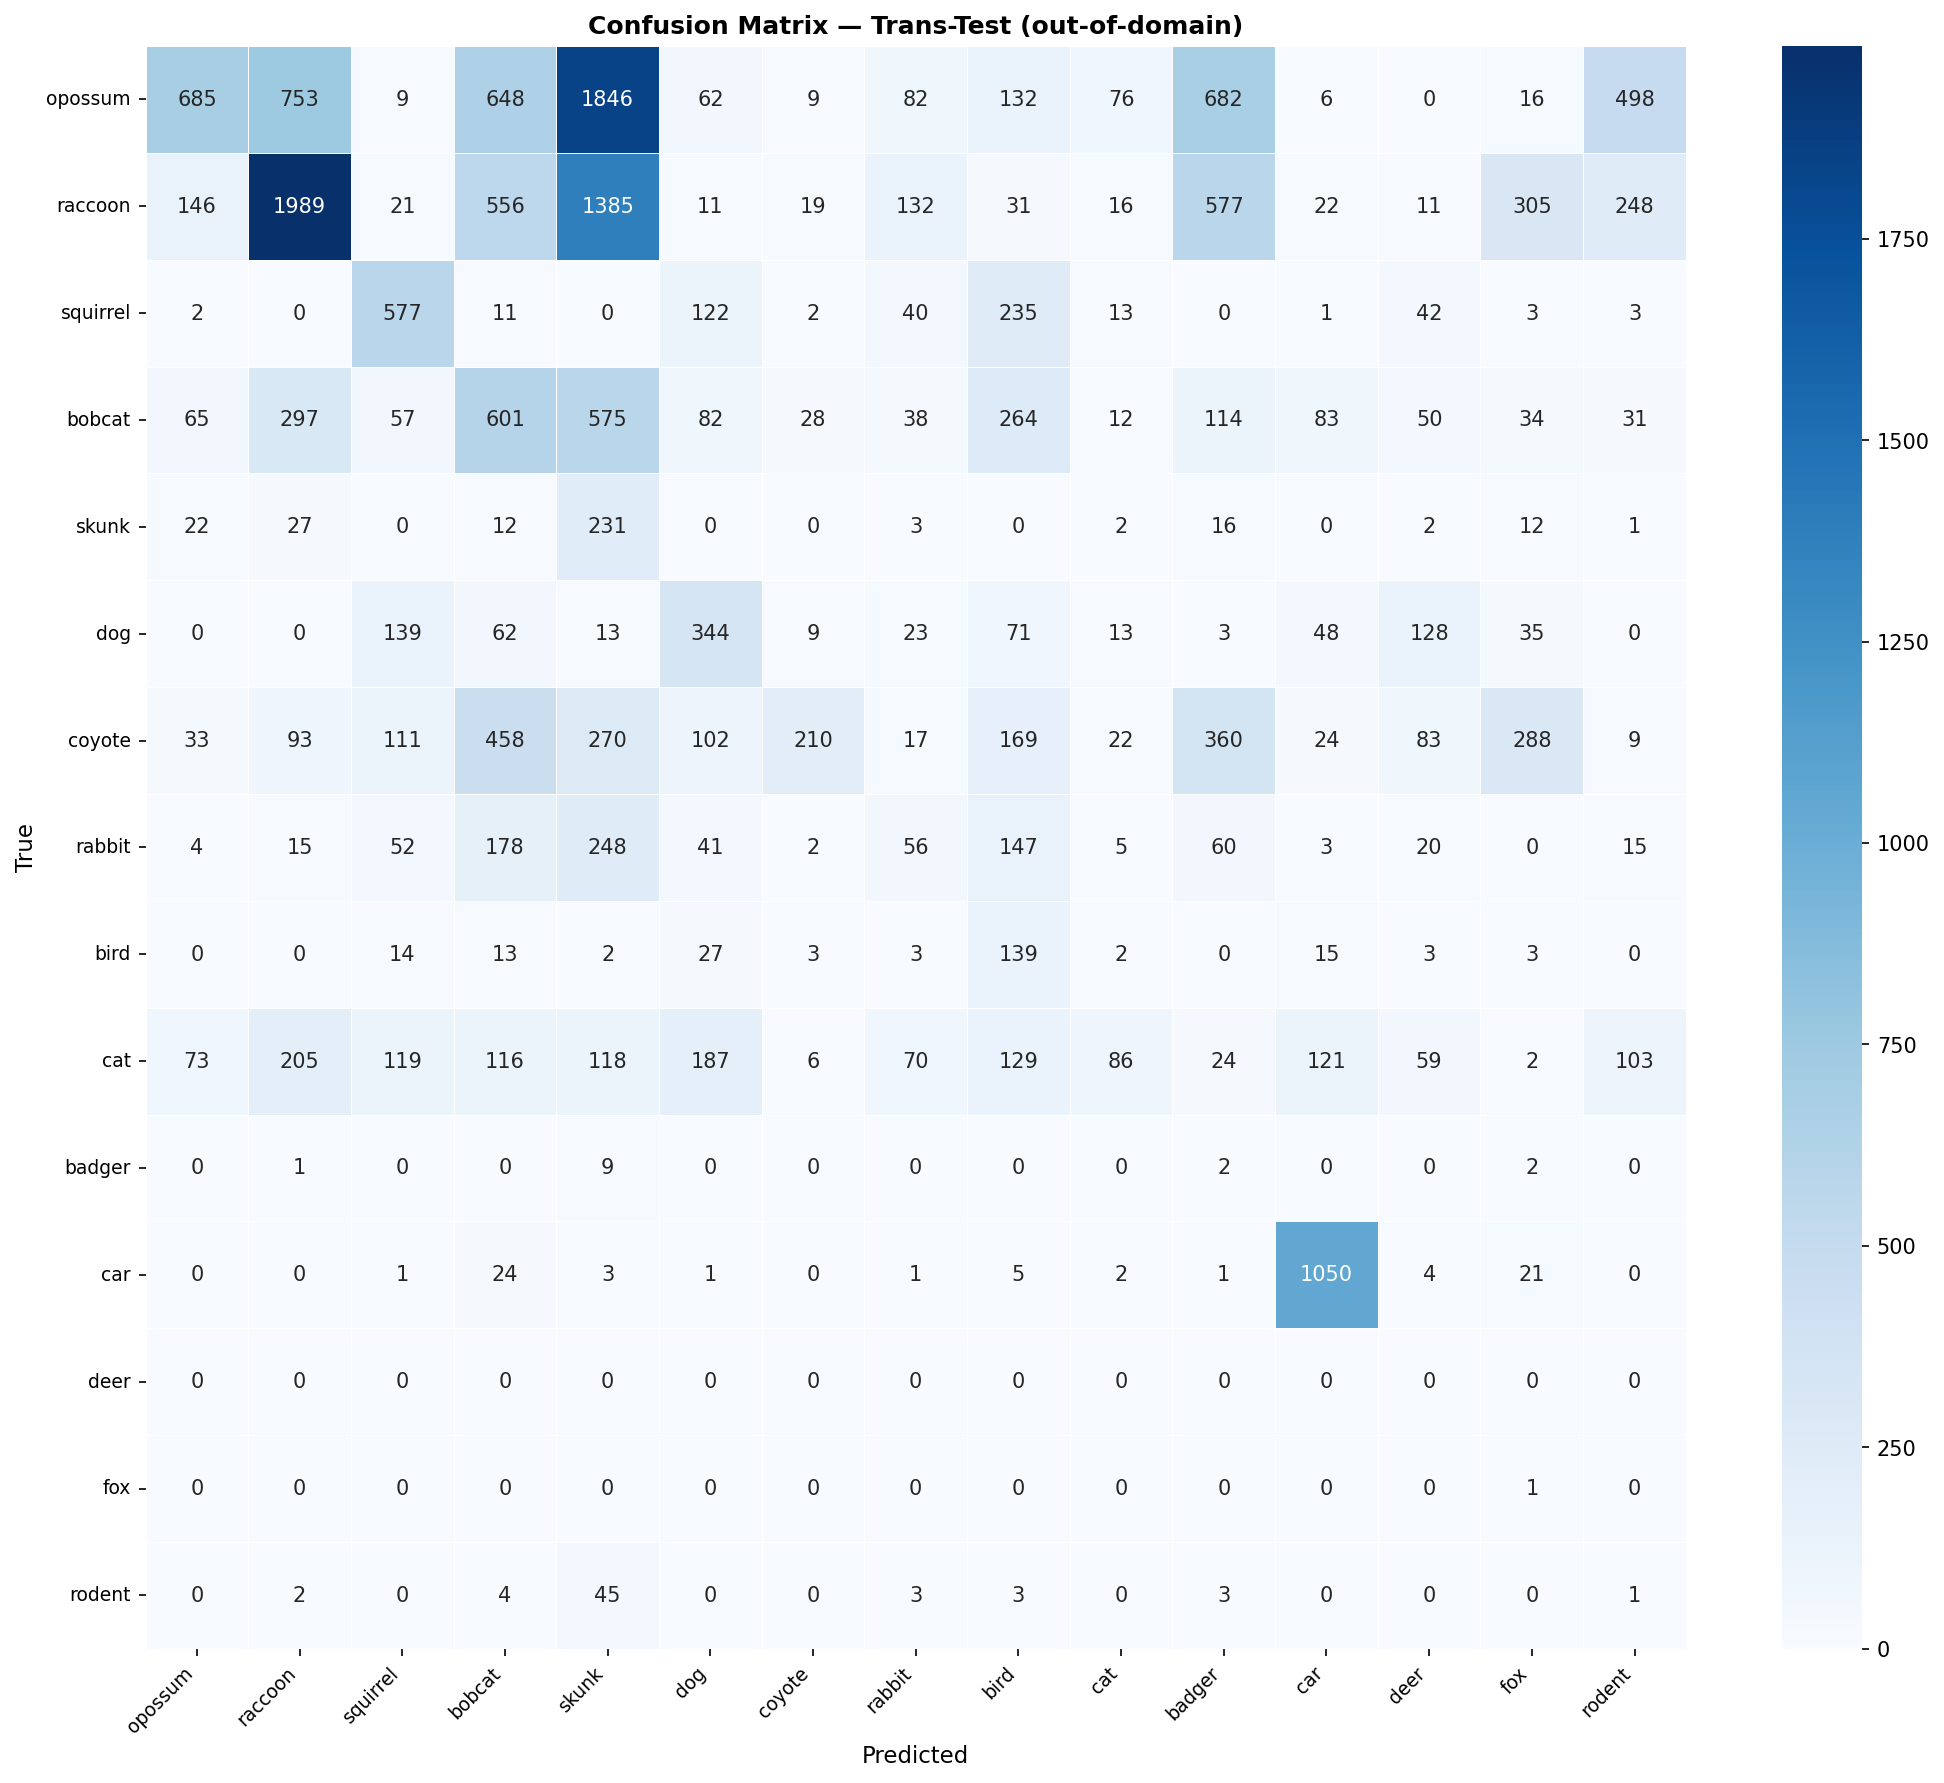 Confusion Matrix — Trans-Test (out-of-domain)
opossum 685 753 9 648 1846 62 9 82 132 76 682 6 0 16 498
raccoon 146 1989 21 556 1385 11 19 132 31 16 577 22 11 305 248
squirrel 2 0 577 11 0 122 2 40 235 13 0 1 42 3 3
bobcat 65 297 57 601 575 82 28 38 264 12 114 83 50 34 31
skunk 22 27 0 12 231 0 0 3 0 2 16 0 2 12 1
dog 0 0 139 62 13 344 9 23 71 13 3 48 128 35 0
coyote 33 93 111 458 270 102 210 17 169 22 360 24 83 288 9
rabbit 4 15 52 178 248 41 2 56 147 5 60 3 20 0 15
bird 0 0 14 13 2 27 3 3 139 2 0 15 3 3 0
cat 73 205 119 116 118 187 6 70 129 86 24 121 59 2 103
badger 0 1 0 0 9 0 0 0 0 0 2 0 0 2 0
car 0 0 1 24 3 1 0 1 5 2 1 1050 4 21 0
deer 0 0 0 0 0 0 0 0 0 0 0 0 0 0 0
fox 0 0 0 0 0 0 0 0 0 0 0 0 0 1 0
rodent 0 2 0 4 45 0 0 3 3 0 3 0 0 0 1
opossum raccoon squirrel bobcat skunk dog coyote rabbit bird cat badger car deer fox rodent
Predicted
True
1750
1500
1250
1000
750
500
250
0